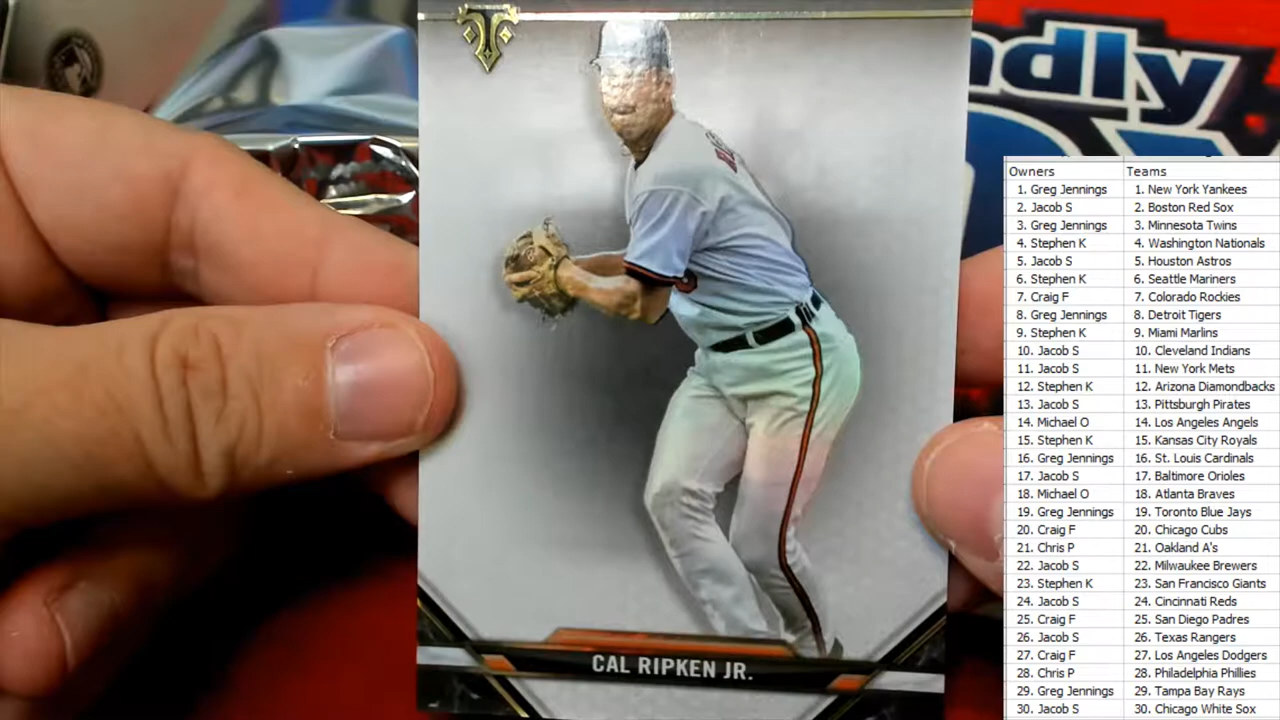 ndly
CAL RIPKEN JR.
Owners Teams
1. Greg Jennings 1. New York Yankees
2. Jacob S 2. Boston Red Sox
3. Greg Jennings 3. Minnesota Twins
4. Stephen K 4. Washington Nationals
5. Jacob S 5. Houston Astros
6. Stephen K 6. Seattle Mariners
7. Craig F 7. Colorado Rockies
8. Greg Jennings 8. Detroit Tigers
9. Stephen K 9. Miami Marlins
10. Jacob S 10. Cleveland Indians
11. Jacob S 11. New York Mets
12. Stephen K 12. Arizona Diamondbacks
13. Jacob S 13. Pittsburgh Pirates
14. Michael O 14. Los Angeles Angels
15. Stephen K 15. Kansas City Royals
16. Greg Jennings 16. St. Louis Cardinals
17. Jacob S 17. Baltimore Orioles
18. Michael O 18. Atlanta Braves
19. Greg Jennings 19. Toronto Blue Jays
20. Craig F 20. Chicago Cubs
21. Chris P 21. Oakland A's
22. Jacob S 22. Milwaukee Brewers
23. Stephen K 23. San Francisco Giants
24. Jacob S 24. Cincinnati Reds
25. Craig F 25. San Diego Padres
26. Jacob S 26. Texas Rangers
27. Craig F 27. Los Angeles Dodgers
28. Chris P 28. Philadelphia Phillies
29. Greg Jennings 29. Tampa Bay Rays
30. Jacob S 30. Chicago White Sox